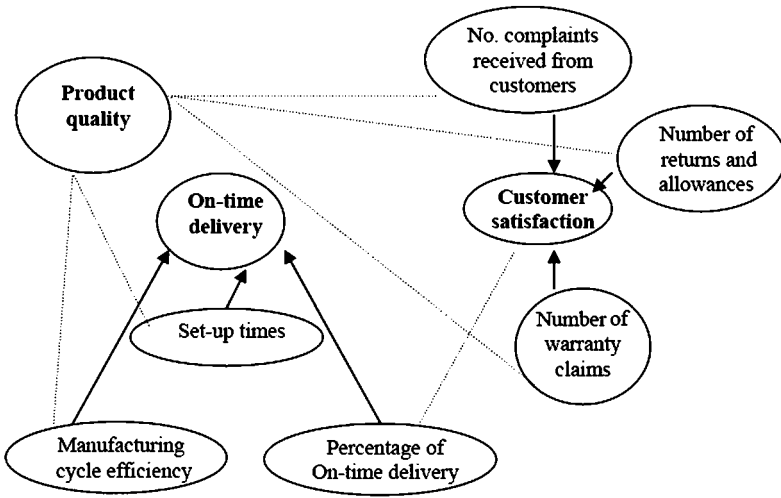 No. complaints
received from
customers
Product
quality
Number of
returns and
allowances
On-time
delivery
Customer
satisfaction
Set-up times
Number of
warranty
claims
Manufacturing
cycle efficiency
Percentage of
On-time delivery